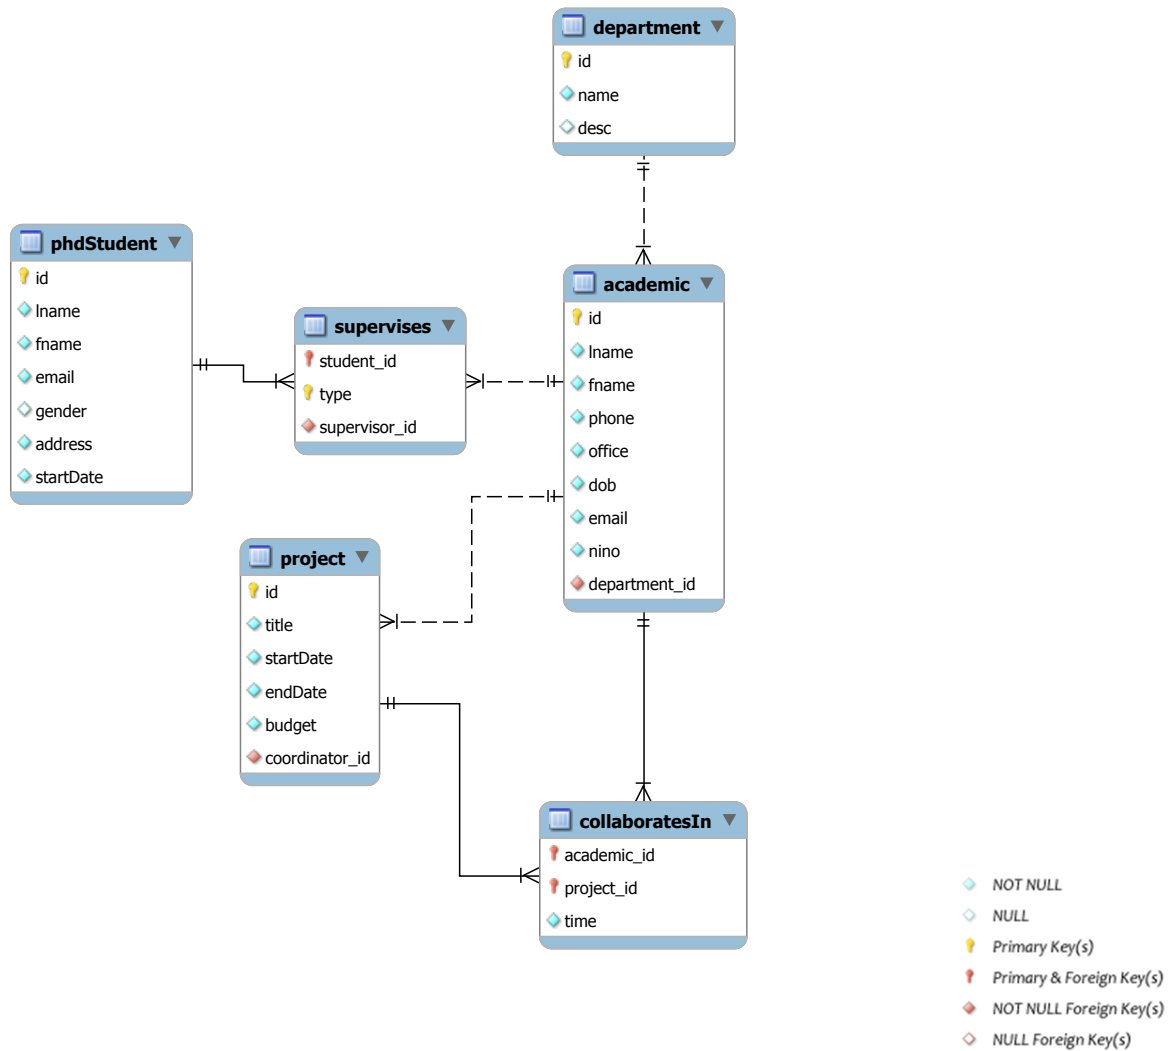 department
id
name
desc
phdStudent
id
lname
fname
email
gender
address
startDate
supervises
student_id
type
supervisor_id
academic
id
lname
fname
phone
office
dob
email
nino
department_id
project
id
title
startDate
endDate
budget
coordinator_id
collaboratesIn
academic_id
project_id
time
NOT NULL
NULL
Primary Key(s)
Primary & Foreign Key(s)
NOT NULL Foreign Key(s)
NULL Foreign Key(s)